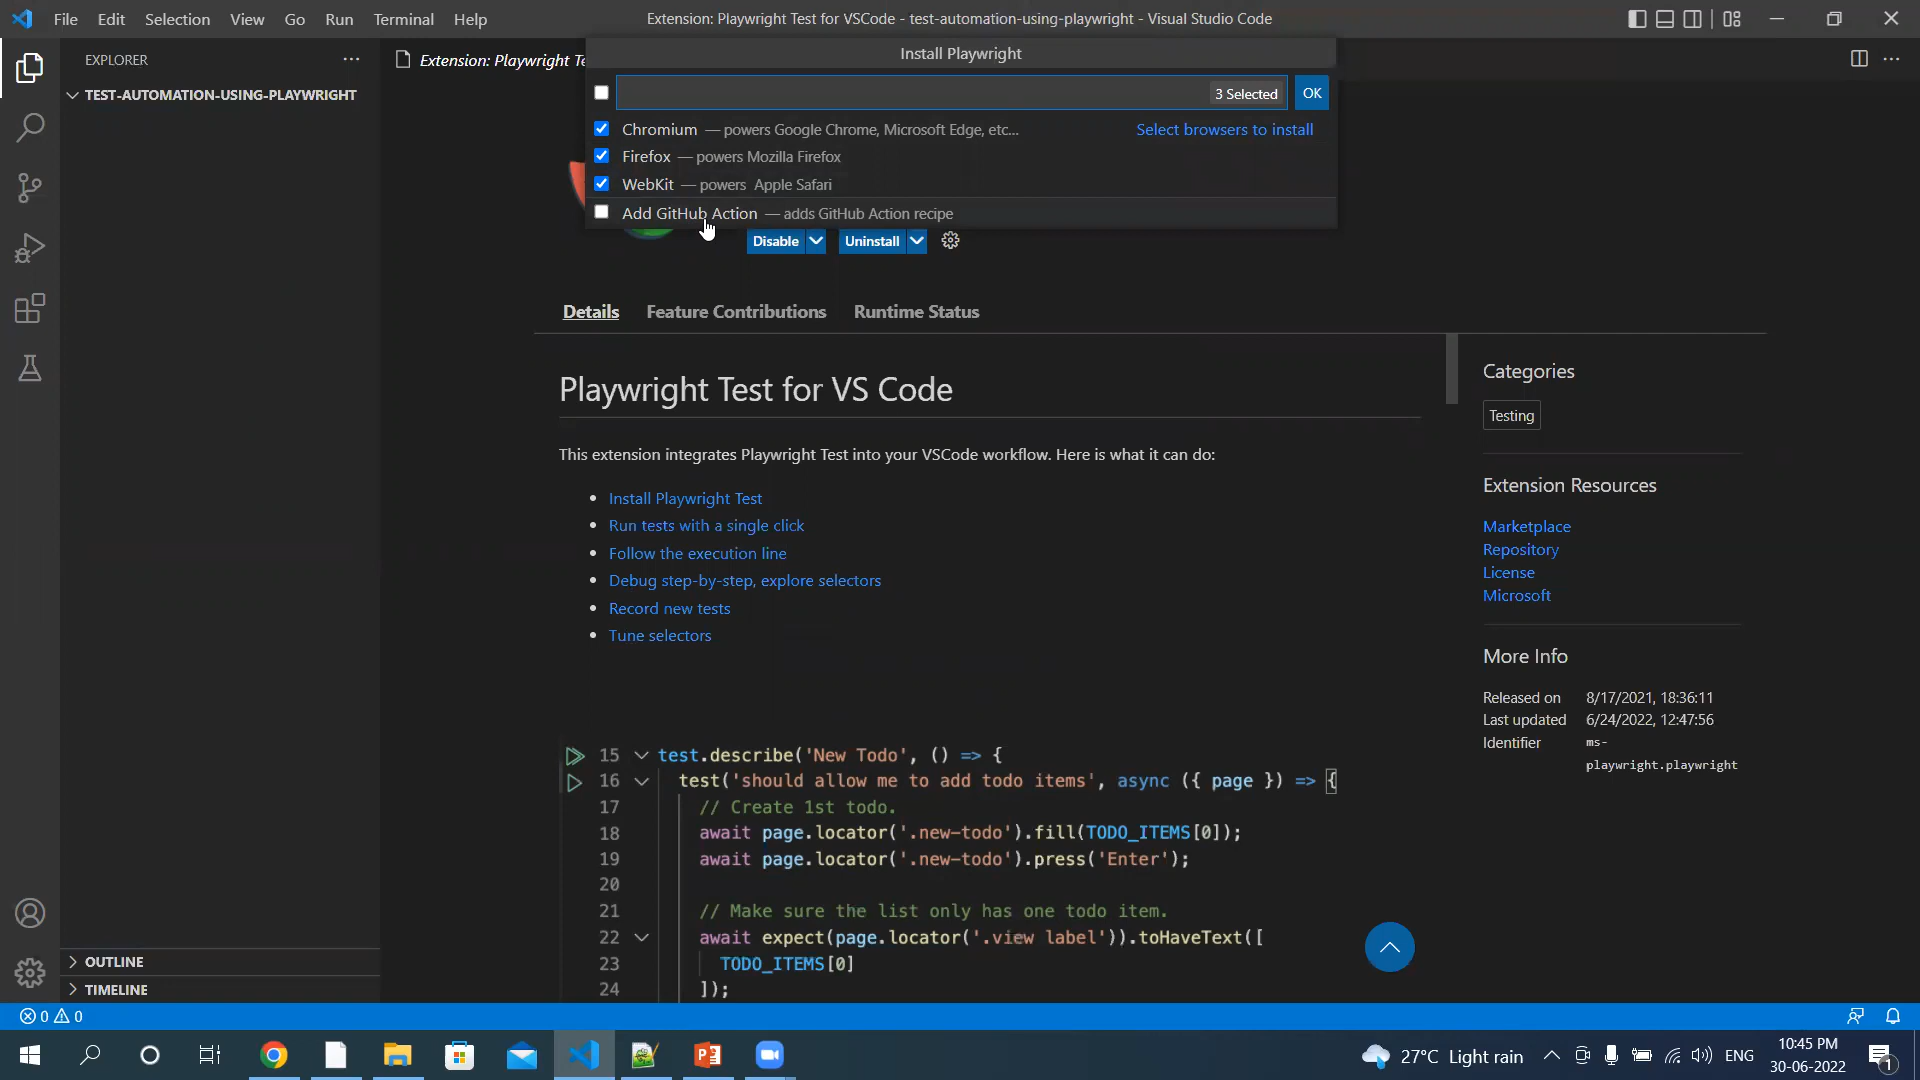 File Edit Selection View Go Run Terminal Help
Extension: Playwright Test for VSCode - test-automation-using-playwright - Visual Studio Code
EXPLORER
TEST-AUTOMATION-USING-PLAYWRIGHT
Extension: Playwright Te
Install Playwright
3 Selected OK
Chromium — powers Google Chrome, Microsoft Edge, etc... Select browsers to install
Firefox — powers Mozilla Firefox
WebKit — powers Apple Safari
Add GitHub Action — adds GitHub Action recipe
Disable Uninstall
Details Feature Contributions Runtime Status
Playwright Test for VS Code
This extension integrates Playwright Test into your VSCode workflow. Here is what it can do:
• Install Playwright Test
• Run tests with a single click
• Follow the execution line
• Debug step-by-step, explore selectors
• Record new tests
• Tune selectors
15 test.describe('New Todo', () => {
16 test('should allow me to add todo items', async ({ page }) => {
17 // Create 1st todo.
18 await page.locator('.new-todo').fill(TODO_ITEMS[0]);
19 await page.locator('.new-todo').press('Enter');
20
21 // Make sure the list only has one todo item.
22 await expect(page.locator('.view label')).toHaveText([
23 TODO_ITEMS[0]
24 ]);
Categories
Testing
Extension Resources
Marketplace
Repository
License
Microsoft
More Info
Released on 8/17/2021, 18:36:11
Last updated 6/24/2022, 12:47:56
Identifier ms-
playwright.playwright
OUTLINE
TIMELINE
0 0
27°C Light rain ENG
10:45 PM
30-06-2022
1